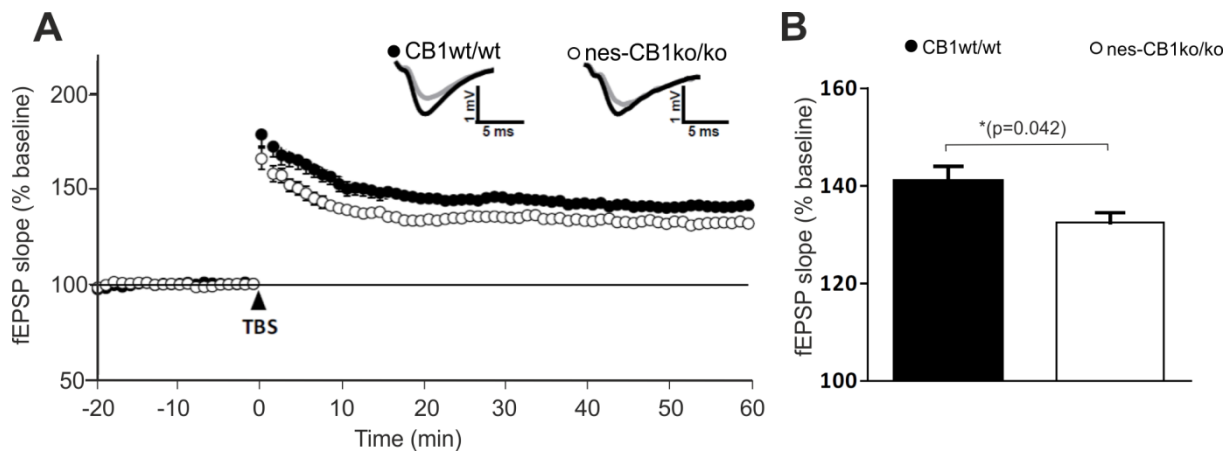 A
CB1wt/wt
nes-CB1ko/ko
1 mV
5 ms
1 mV
5 ms
fEPSP slope (% baseline)
200
150
100
50
TBS
-20
-10
0
10
20
30
40
50
60
Time (min)
B
CB1wt/wt
nes-CB1ko/ko
fEPSP slope (% baseline)
160
140
120
100
*(p=0.042)